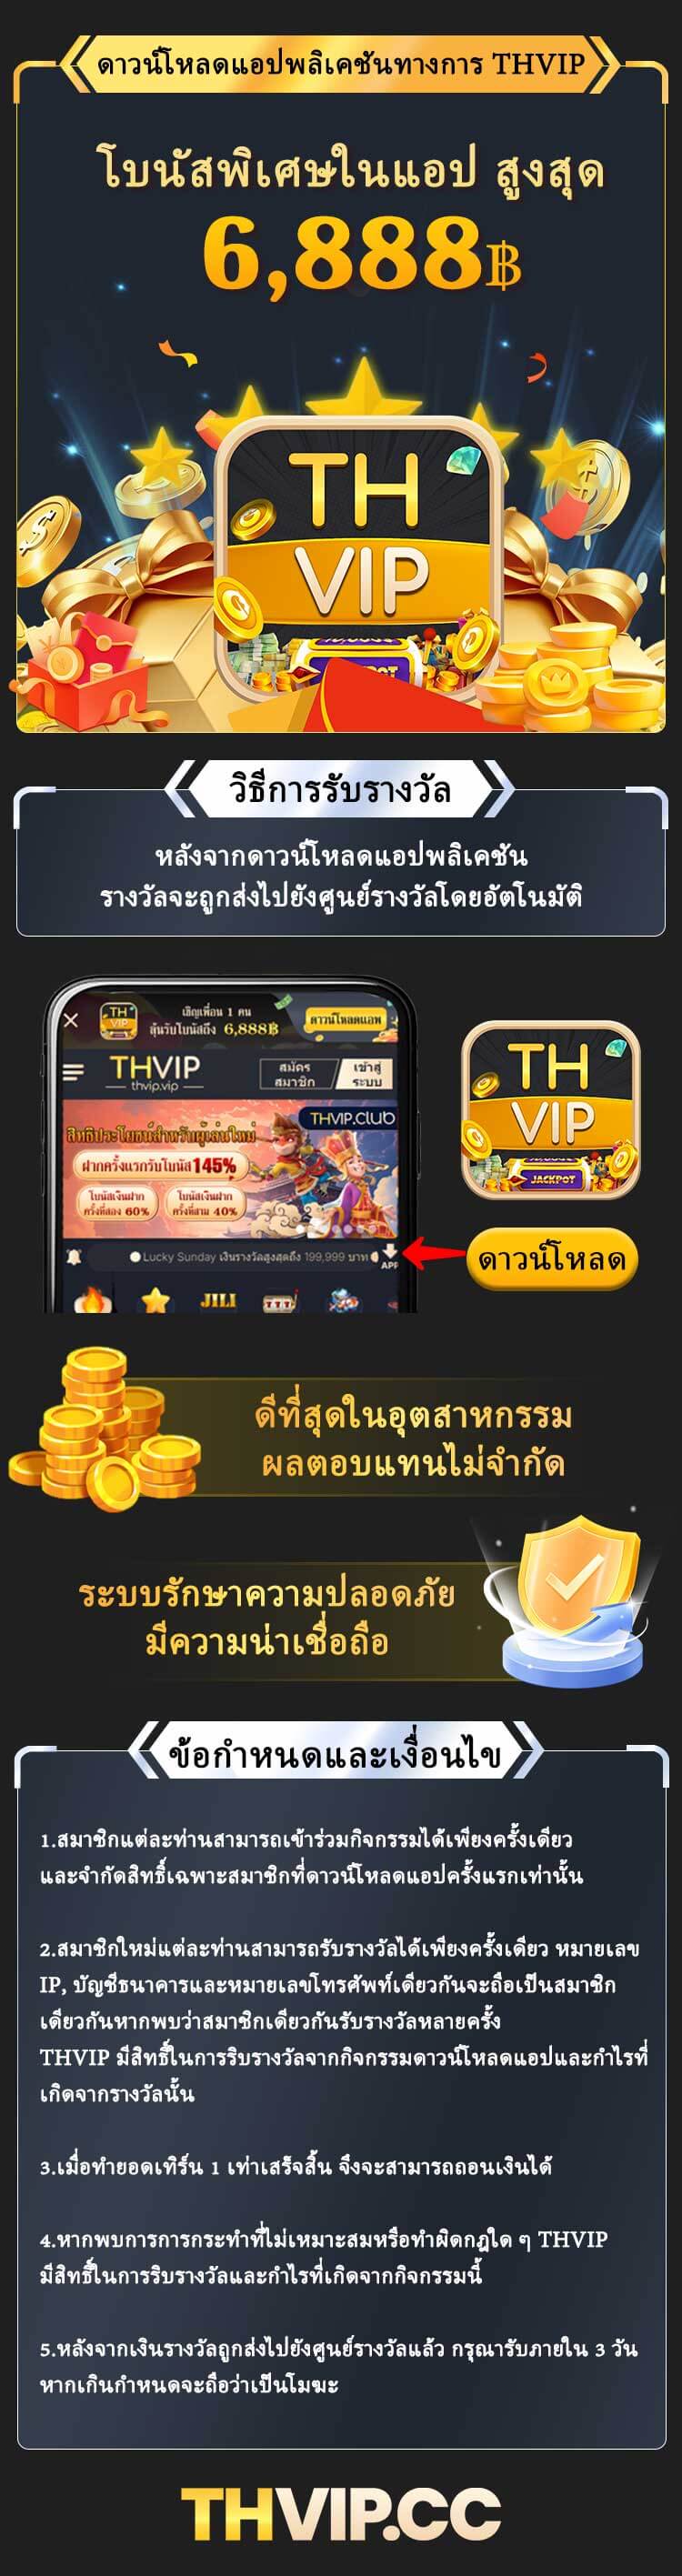 ดาวน์โหลดแอปพลิเคชันทางการ THVIP
โบนัสพิเศษในแอป สูงสุด
6,888฿
TH
VIP
วิธีการรับรางวัล
หลังจากดาวน์โหลดแอปพลิเคชัน
รางวัลจะถูกส่งไปยังศูนย์รางวัลโดยอัตโนมัติ
TH
VIP
เชิญเพื่อน 1 คน
ลุ้นรับโบนัสถึง 6,888฿
ดาวน์โหลดแอพ
THVIP
thvip.vip
สมัคร
สมาชิก
เข้าสู่
ระบบ
THVIP.club
สิทธิประโยชน์สำหรับผู้เล่นใหม่
ฝากครั้งแรกรับโบนัส 145%
โบนัสเงินฝาก
ครั้งที่สอง 60%
โบนัสเงินฝาก
ครั้งที่สาม 40%
Lucky Sunday เงินรางวัลสูงสุดถึง 199,999 บาท
APP
JILI
777
TH
VIP
JACKPOT
ดาวน์โหลด
ดีที่สุดในอุตสาหกรรม
ผลตอบแทนไม่จำกัด
ระบบรักษาความปลอดภัย
มีความน่าเชื่อถือ
ข้อกำหนดและเงื่อนไข
1.สมาชิกแต่ละท่านสามารถเข้าร่วมกิจกรรมได้เพียงครั้งเดียว
และจำกัดสิทธิ์เฉพาะสมาชิกที่ดาวน์โหลดแอปครั้งแรกเท่านั้น
2.สมาชิกใหม่แต่ละท่านสามารถรับรางวัลได้เพียงครั้งเดียว หมายเลข
IP, บัญชีธนาคารและหมายเลขโทรศัพท์เดียวกันจะถือเป็นสมาชิก
เดียวกันหากพบว่าสมาชิกเดียวกันรับรางวัลหลายครั้ง
THVIP มีสิทธิ์ในการริบรางวัลจากกิจกรรมดาวน์โหลดแอปและกำไรที่
เกิดจากรางวัลนั้น
3.เมื่อทำยอดเทิร์น 1 เท่าเสร็จสิ้น จึงจะสามารถถอนเงินได้
4.หากพบการการกระทำที่ไม่เหมาะสมหรือทำผิดกฎใด ๆ THVIP
มีสิทธิ์ในการริบรางวัลและกำไรที่เกิดจากกิจกรรมนี้
5.หลังจากเงินรางวัลถูกส่งไปยังศูนย์รางวัลแล้ว กรุณารับภายใน 3 วัน
หากเกินกำหนดจะถือว่าเป็นโมฆะ
THVIP.CC